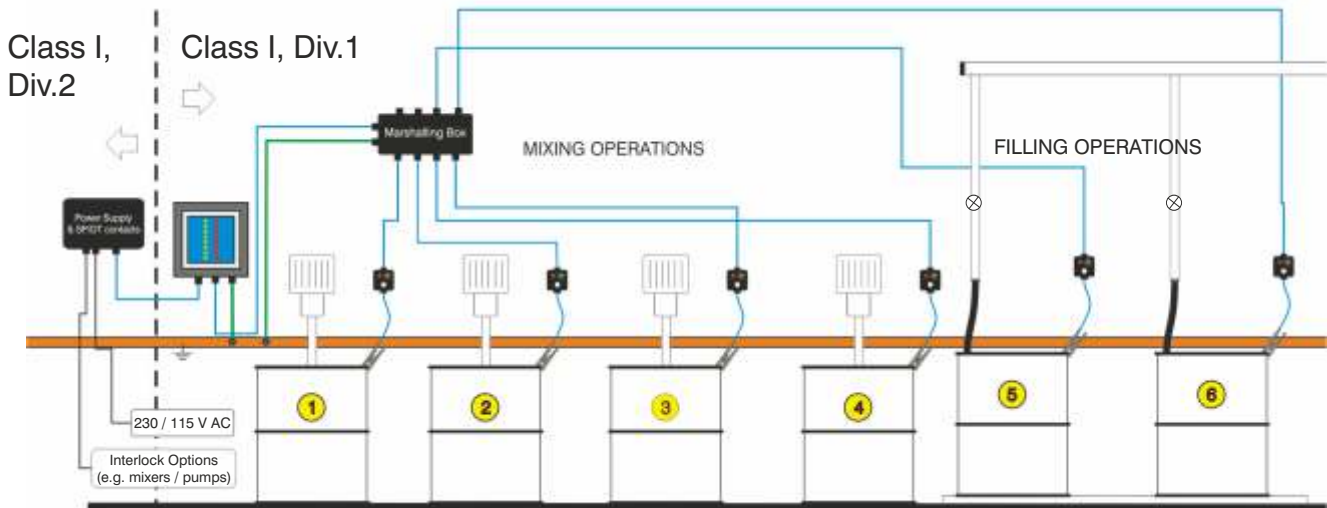 Class I,
Div.2
Class I, Div.1
Marshalling Box
MIXING OPERATIONS
FILLING OPERATIONS
Power Supply
& SPDT contacts
1
2
3
4
5
6
230 / 115 V AC
Interlock Options
(e.g. mixers / pumps)